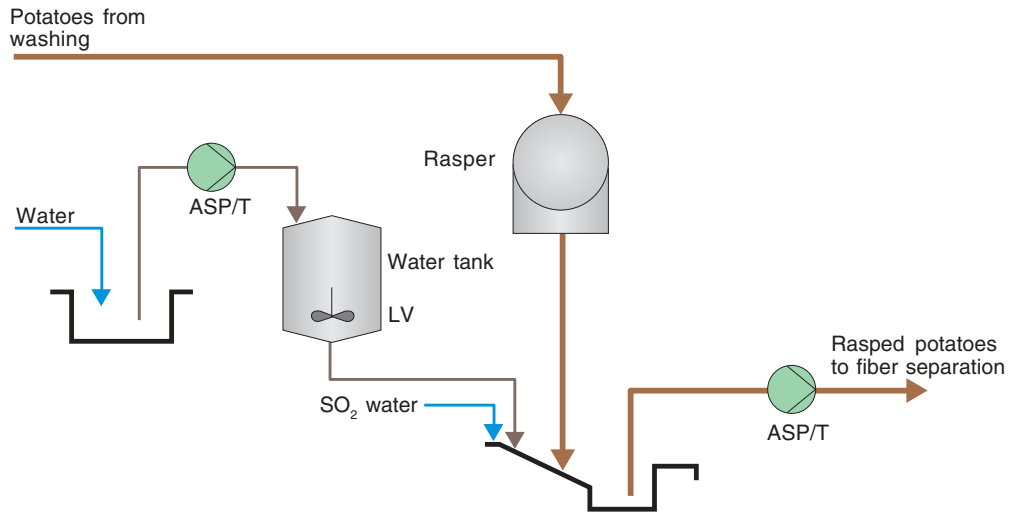 Potatoes from
washing
Rasper
ASP/T
Water
Water tank
LV
Rasped potatoes
to fiber separation
SO₂ water
ASP/T